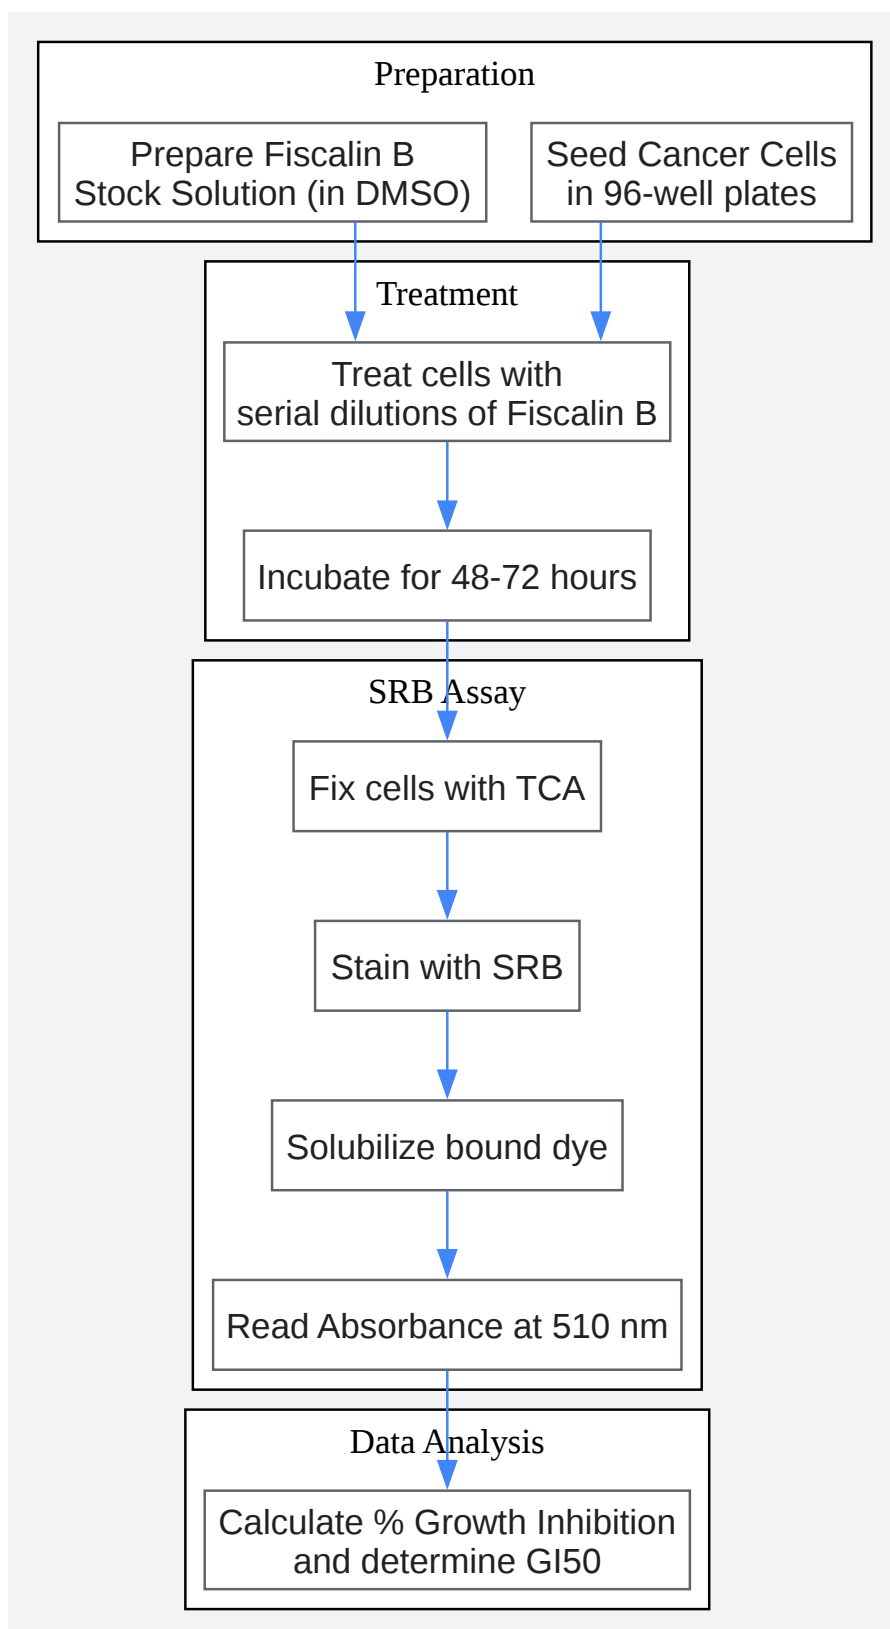 Preparation
Prepare Fiscalin B
Stock Solution (in DMSO)
Seed Cancer Cells
in 96-well plates
Treatment
Treat cells with
serial dilutions of Fiscalin B
Incubate for 48-72 hours
SRB Assay
Fix cells with TCA
Stain with SRB
Solubilize bound dye
Read Absorbance at 510 nm
Data Analysis
Calculate % Growth Inhibition
and determine GI50